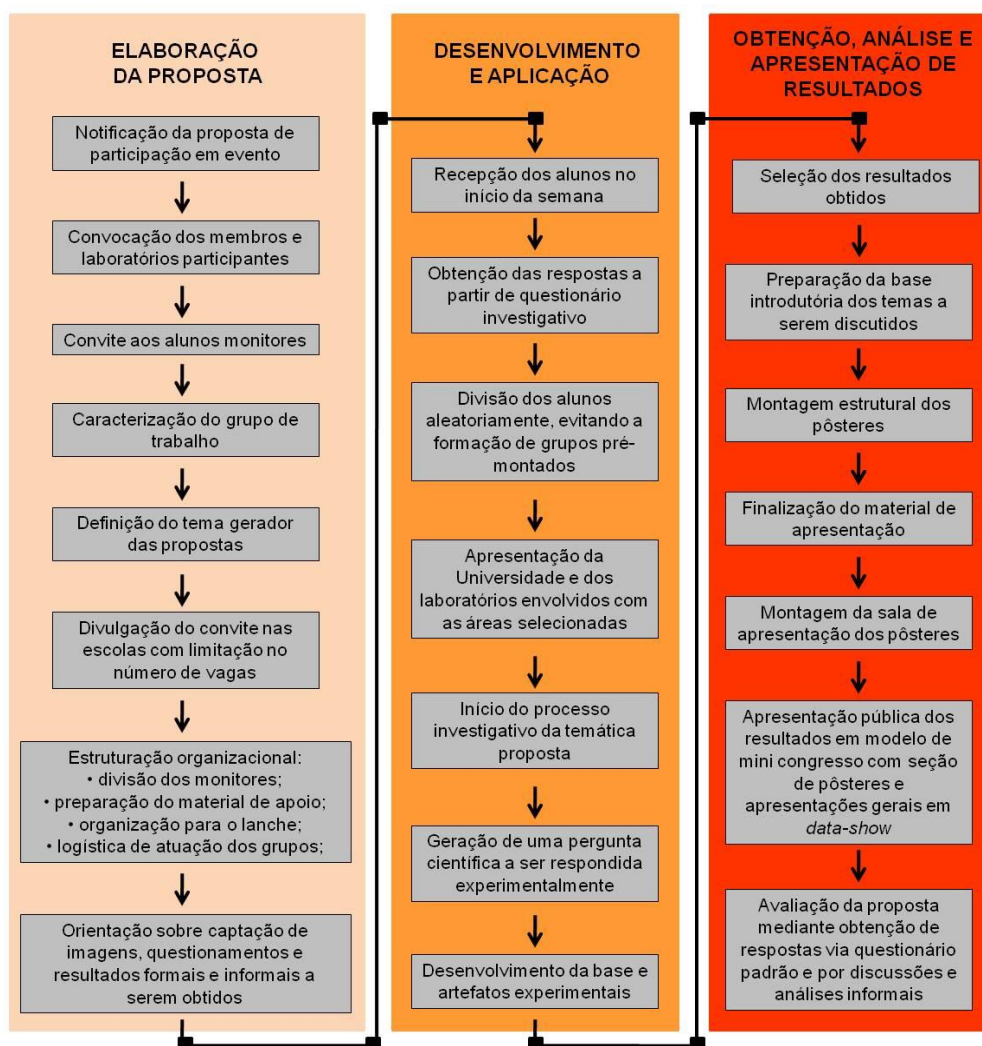 ELABORAÇÃO
DA PROPOSTA
Notificação da proposta de
participação em evento
Convocação dos membros e
laboratórios participantes
Convite aos alunos monitores
Caracterização do grupo de
trabalho
Definição do tema gerador
das propostas
Divulgação do convite nas
escolas com limitação no
número de vagas
Estruturação organizacional:
• divisão dos monitores;
• preparação do material de apoio;
• organização para o lanche;
• logística de atuação dos grupos;
Orientação sobre captação de
imagens, questionamentos e
resultados formais e informais a
serem obtidos
DESENVOLVIMENTO
E APLICAÇÃO
Recepção dos alunos no
início da semana
Obtenção das respostas a
partir de questionário
investigativo
Divisão dos alunos
aleatoriamente, evitando a
formação de grupos pré-
montados
Apresentação da
Universidade e dos
laboratórios envolvidos com
as áreas selecionadas
Início do processo
investigativo da temática
proposta
Geração de uma pergunta
científica a ser respondida
experimentalmente
Desenvolvimento da base e
artefatos experimentais
OBTENÇÃO, ANÁLISE E
APRESENTAÇÃO DE
RESULTADOS
Seleção dos resultados
obtidos
Preparação da base
introdutória dos temas a
serem discutidos
Montagem estrutural dos
pôsteres
Finalização do material de
apresentação
Montagem da sala de
apresentação dos pôsteres
Apresentação pública dos
resultados em modelo de
mini congresso com seção
de pôsteres e
apresentações gerais em
data-show
Avaliação da proposta
mediante obtenção de
respostas via questionário
padrão e por discussões e
análises informais